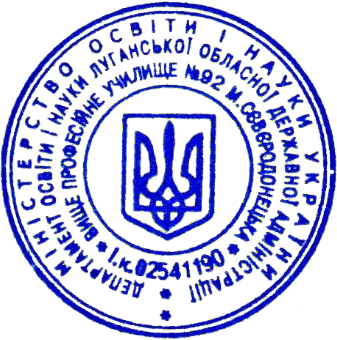 МІНІСТЕРСТВО ОСВІТИ І НАУКИ УКРАЇНИ *
ДЕПАРТАМЕНТ ОСВІТИ І НАУКИ ЛУГАНСЬКОЇ ОБЛАСНОЇ ДЕРЖАВНОЇ АДМІНІСТРАЦІЇ *
* ВИЩЕ ПРОФЕСІЙНЕ УЧИЛИЩЕ №92 М.СЄВЄРОДОНЕЦЬКА *
І.к.02541190